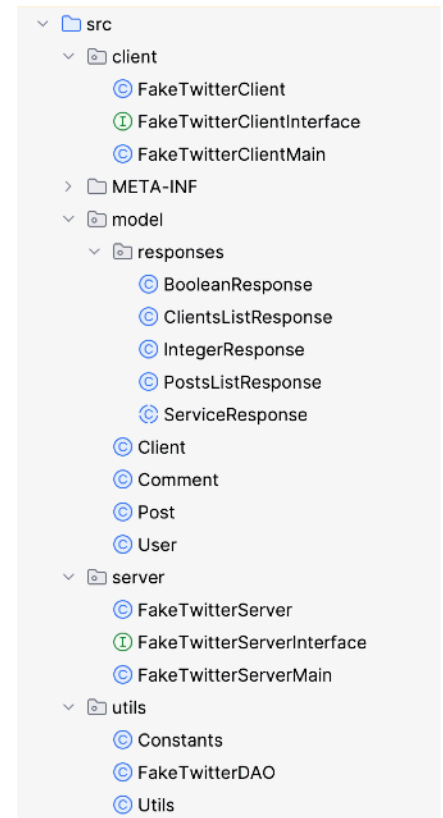 src
client
C FakeTwitterClient
I FakeTwitterClientInterface
C FakeTwitterClientMain
META-INF
model
responses
C BooleanResponse
C ClientsListResponse
C IntegerResponse
C PostsListResponse
C ServiceResponse
C Client
C Comment
C Post
C User
server
C FakeTwitterServer
I FakeTwitterServerInterface
C FakeTwitterServerMain
utils
C Constants
C FakeTwitterDAO
C Utils